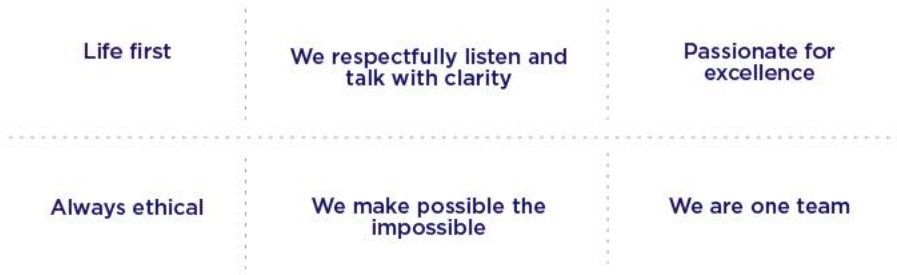 Life first
We respectfully listen and
talk with clarity
Passionate for
excellence
Always ethical
We make possible the
impossible
We are one team